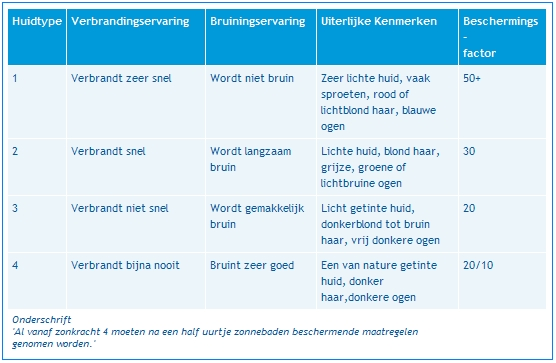 Huidtype Verbrandingservaring Bruiningservaring Uiterlijke Kenmerken Beschermings
-
factor
1 Verbrandt zeer snel Wordt niet bruin Zeer lichte huid, vaak 50+
sproeten, rood of
lichtblond haar, blauwe
ogen
2 Verbrandt snel Wordt langzaam Lichte huid, blond haar, 30
bruin grijze, groene of
lichtbruine ogen
3 Verbrandt niet snel Wordt gemakkelijk Licht getinte huid, 20
bruin donkerblond tot bruin
haar, vrij donkere ogen
4 Verbrandt bijna nooit Bruint zeer goed Een van nature getinte 20/10
huid, donker
haar,donkere ogen
Onderschrift
'Al vanaf zonkracht 4 moeten na een half uurtje zonnebaden beschermende maatregelen
genomen worden.'